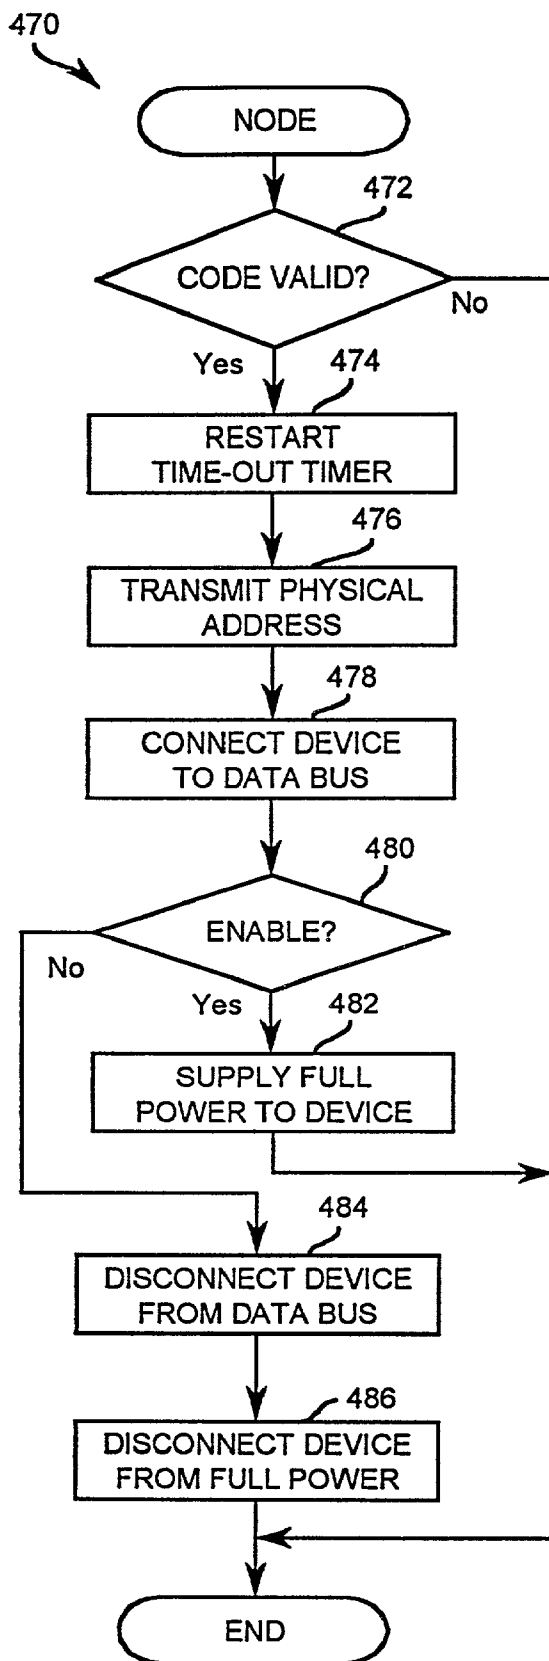 470
NODE
472
CODE VALID?
No
Yes
474
RESTART
TIME-OUT TIMER
476
TRANSMIT PHYSICAL
ADDRESS
478
CONNECT DEVICE
TO DATA BUS
480
ENABLE?
No
Yes
482
SUPPLY FULL
POWER TO DEVICE
484
DISCONNECT DEVICE
FROM DATA BUS
486
DISCONNECT DEVICE
FROM FULL POWER
END